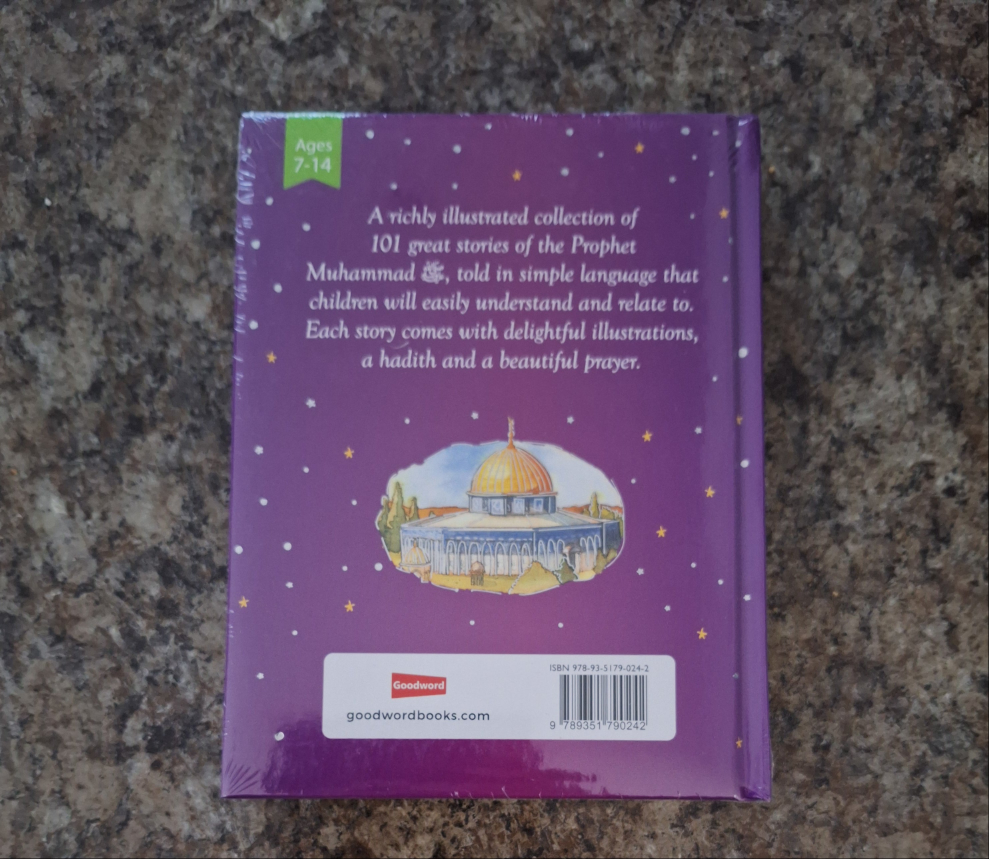 Ages
7-14
A richly illustrated collection of
101 great stories of the Prophet
Muhammad ﷺ, told in simple language that
children will easily understand and relate to.
Each story comes with delightful illustrations,
a hadith and a beautiful prayer.
Goodword
goodwordbooks.com
ISBN 978-93-5179-024-2
9 789351 790242